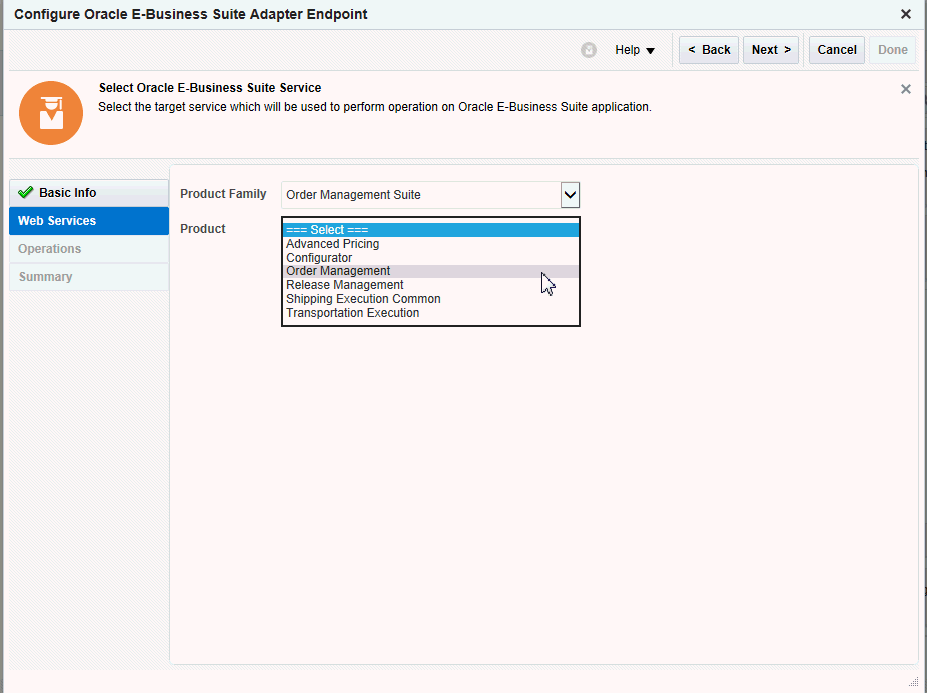 Configure Oracle E-Business Suite Adapter Endpoint
Help
< Back
Next >
Cancel
Done
Select Oracle E-Business Suite Service
Select the target service which will be used to perform operation on Oracle E-Business Suite application.
Basic Info
Web Services
Operations
Summary
Product Family
Order Management Suite
Product
=== Select ===
Advanced Pricing
Configurator
Order Management
Release Management
Shipping Execution Common
Transportation Execution